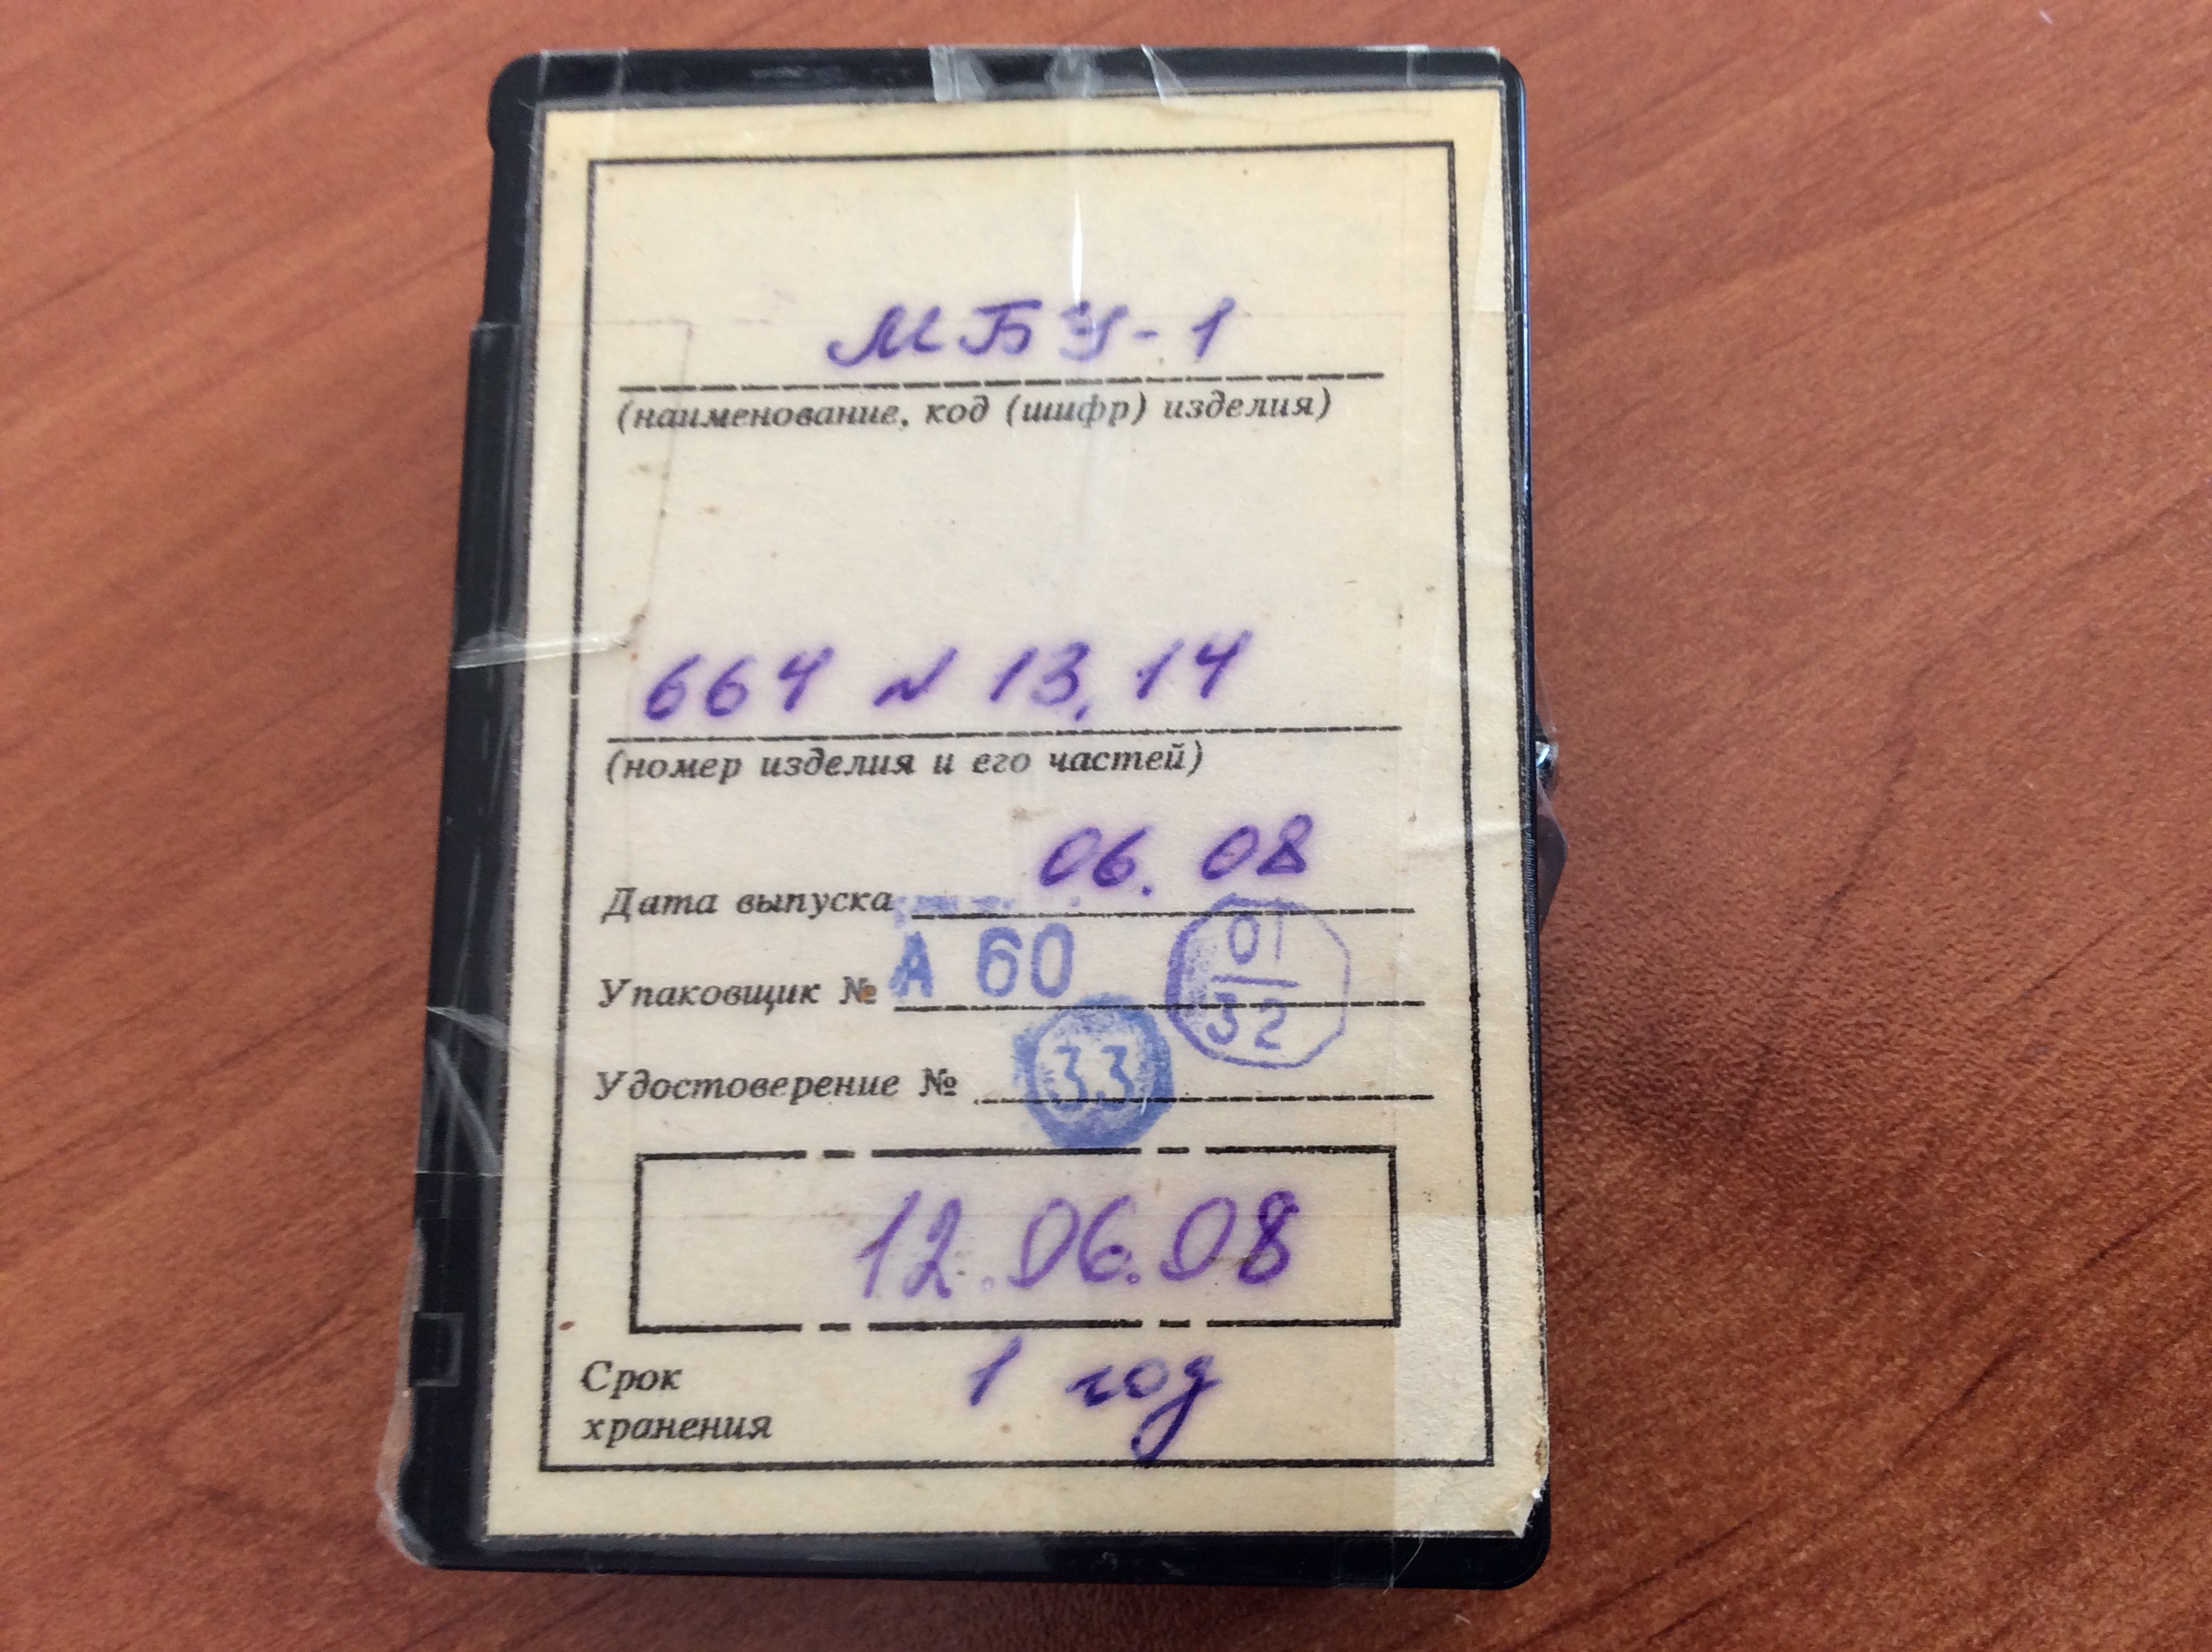 МБУ-1
(наименование, код (шифр) изделия)
664 N 13, 14
(номер изделия и его частей)
06. 08
Дата выпуска
Упаковщик № А 60
01
32
Удостоверение № 33
12.06.08
Срок 1 год
хранения